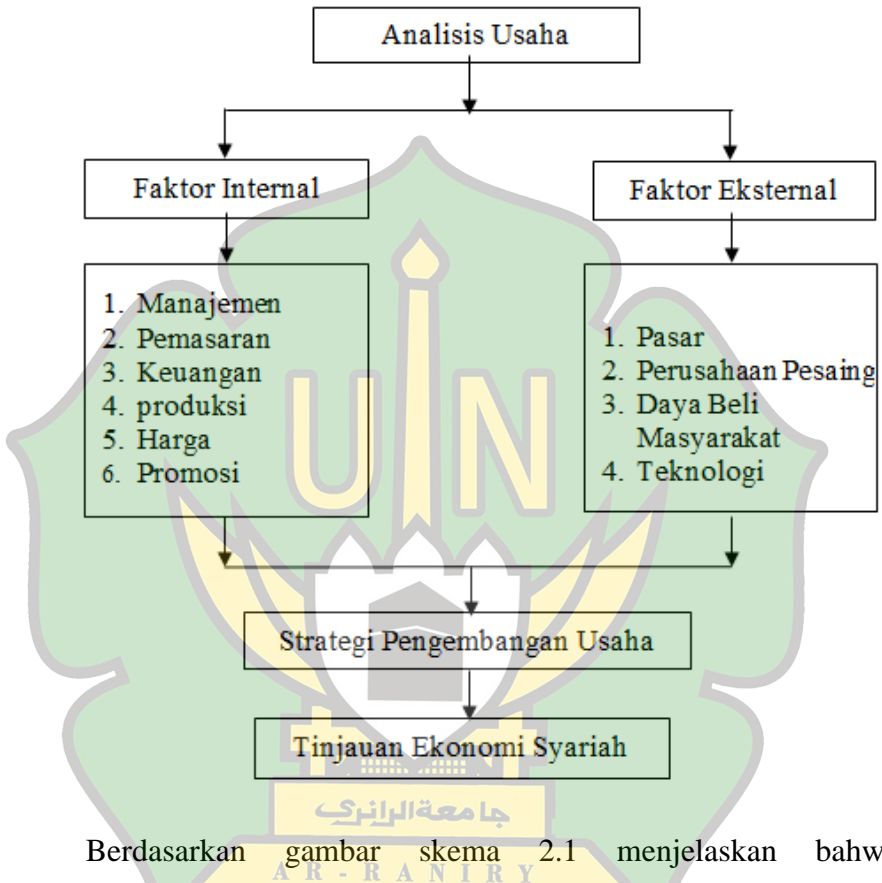 Analisis Usaha
Faktor Internal
Faktor Eksternal
1. Manajemen
2. Pemasaran
3. Keuangan
4. produksi
5. Harga
6. Promosi
1. Pasar
2. Perusahaan Pesaing
3. Daya Beli
Masyarakat
4. Teknologi
UIN
Strategi Pengembangan Usaha
Tinjauan Ekonomi Syariah
جامعةالرانري
Berdasarkan gambar skema 2.1 menjelaskan bahw
AR-RANIRY